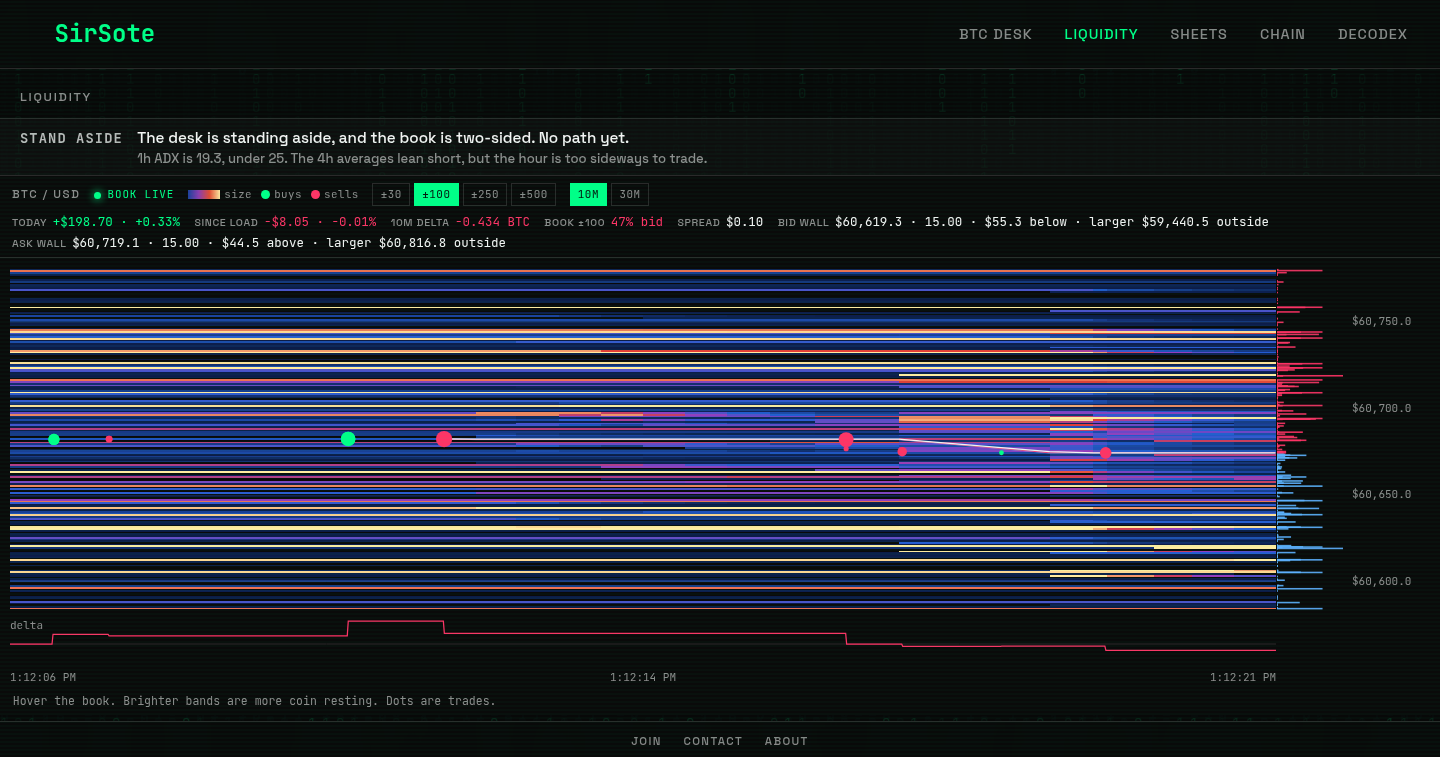 SirSote
BTC DESK LIQUIDITY SHEETS CHAIN DECODEX
LIQUIDITY
STAND ASIDE The desk is standing aside, and the book is two-sided. No path yet.
1h ADX is 19.3, under 25. The 4h averages lean short, but the hour is too sideways to trade.
BTC / USD BOOK LIVE size buys sells ±30 ±100 ±250 ±500 10M 30M
TODAY +$198.70 · +0.33% SINCE LOAD -$8.05 · -0.01% 10M DELTA -0.434 BTC BOOK ±100 47% bid SPREAD $0.10 BID WALL $60,619.3 · 15.00 · $55.3 below · larger $59,440.5 outside
ASK WALL $60,719.1 · 15.00 · $44.5 above · larger $60,816.8 outside
$60,750.0
$60,700.0
$60,650.0
$60,600.0
delta
1:12:06 PM 1:12:14 PM 1:12:21 PM
Hover the book. Brighter bands are more coin resting. Dots are trades.
JOIN CONTACT ABOUT